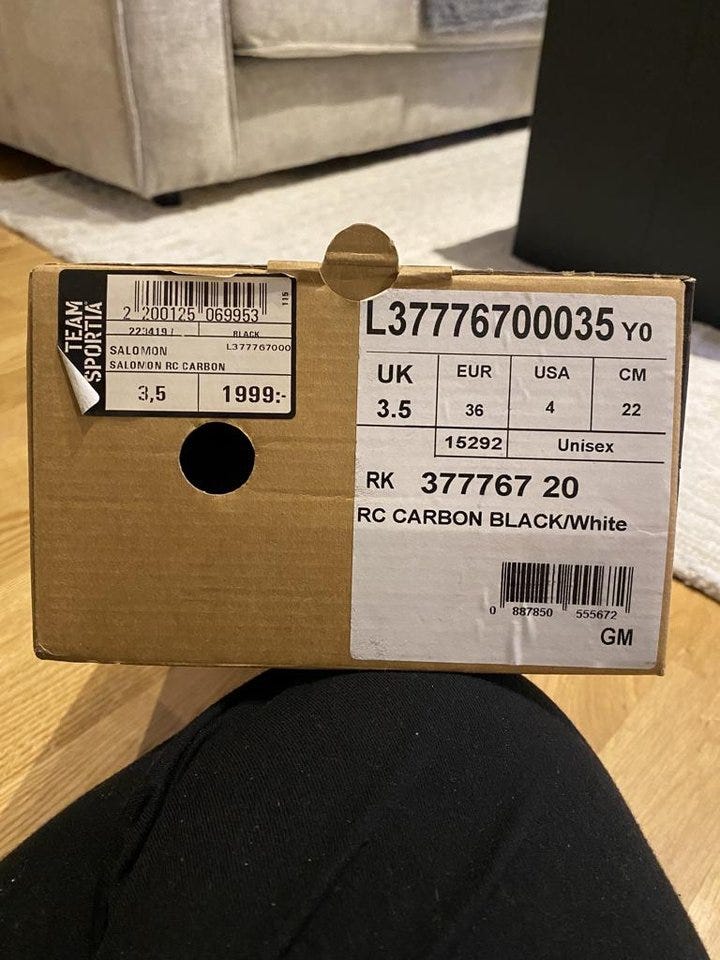 TEAM
SPORTIA
2 200125 069953
115
223419 /
BLACK
SALOMON
L377767000
SALOMON RC CARBON
3,5
1999:-
L37776700035 Y0
UK
EUR
USA
CM
3.5
36
4
22
15292
Unisex
RK 377767 20
RC CARBON BLACK/White
0 887850 555672
GM